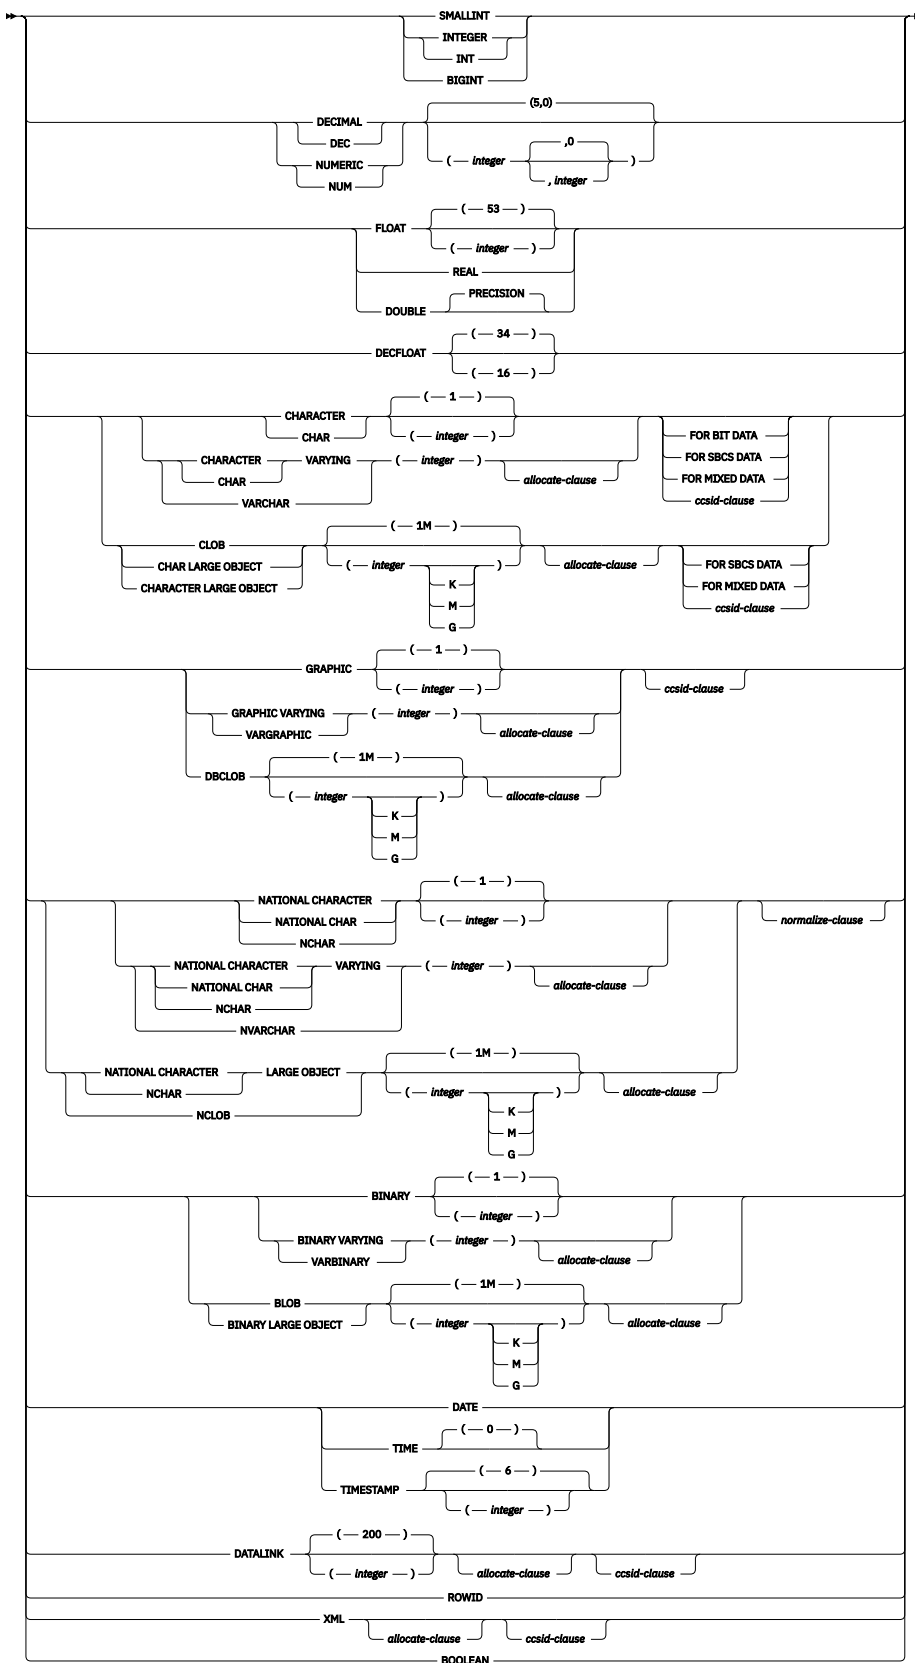 SMALLINT
INTEGER
INT
BIGINT
(5,0)
DECIMAL
DEC
,0
NUMERIC
( integer )
NUM
, integer
( 53 )
FLOAT
( integer )
REAL
PRECISION
DOUBLE
( 34 )
DECFLOAT
( 16 )
( 1 )
CHARACTER
CHAR
( integer )
FOR BIT DATA
FOR SBCS DATA
CHARACTER VARYING ( integer )
CHAR
allocate-clause
FOR MIXED DATA
VARCHAR
ccsid-clause
( 1M )
CLOB
CHAR LARGE OBJECT
( integer )
allocate-clause
FOR SBCS DATA
CHARACTER LARGE OBJECT
K
FOR MIXED DATA
M
ccsid-clause
G
( 1 )
GRAPHIC
( integer )
ccsid-clause
GRAPHIC VARYING ( integer )
VARGRAPHIC
allocate-clause
( 1M )
DBCLOB
( integer )
allocate-clause
K
M
G
( 1 )
NATIONAL CHARACTER
NATIONAL CHAR
( integer )
normalize-clause
NCHAR
NATIONAL CHARACTER VARYING ( integer )
NATIONAL CHAR
allocate-clause
NCHAR
NVARCHAR
( 1M )
NATIONAL CHARACTER LARGE OBJECT
NCHAR
( integer )
allocate-clause
NCLOB
K
M
G
( 1 )
BINARY
( integer )
BINARY VARYING ( integer )
VARBINARY
allocate-clause
( 1M )
BLOB
BINARY LARGE OBJECT
( integer )
allocate-clause
K
M
G
DATE
( 0 )
TIME
( 6 )
TIMESTAMP
( integer )
( 200 )
DATALINK
( integer )
allocate-clause
ccsid-clause
ROWID
XML
allocate-clause
ccsid-clause
BOOLEAN